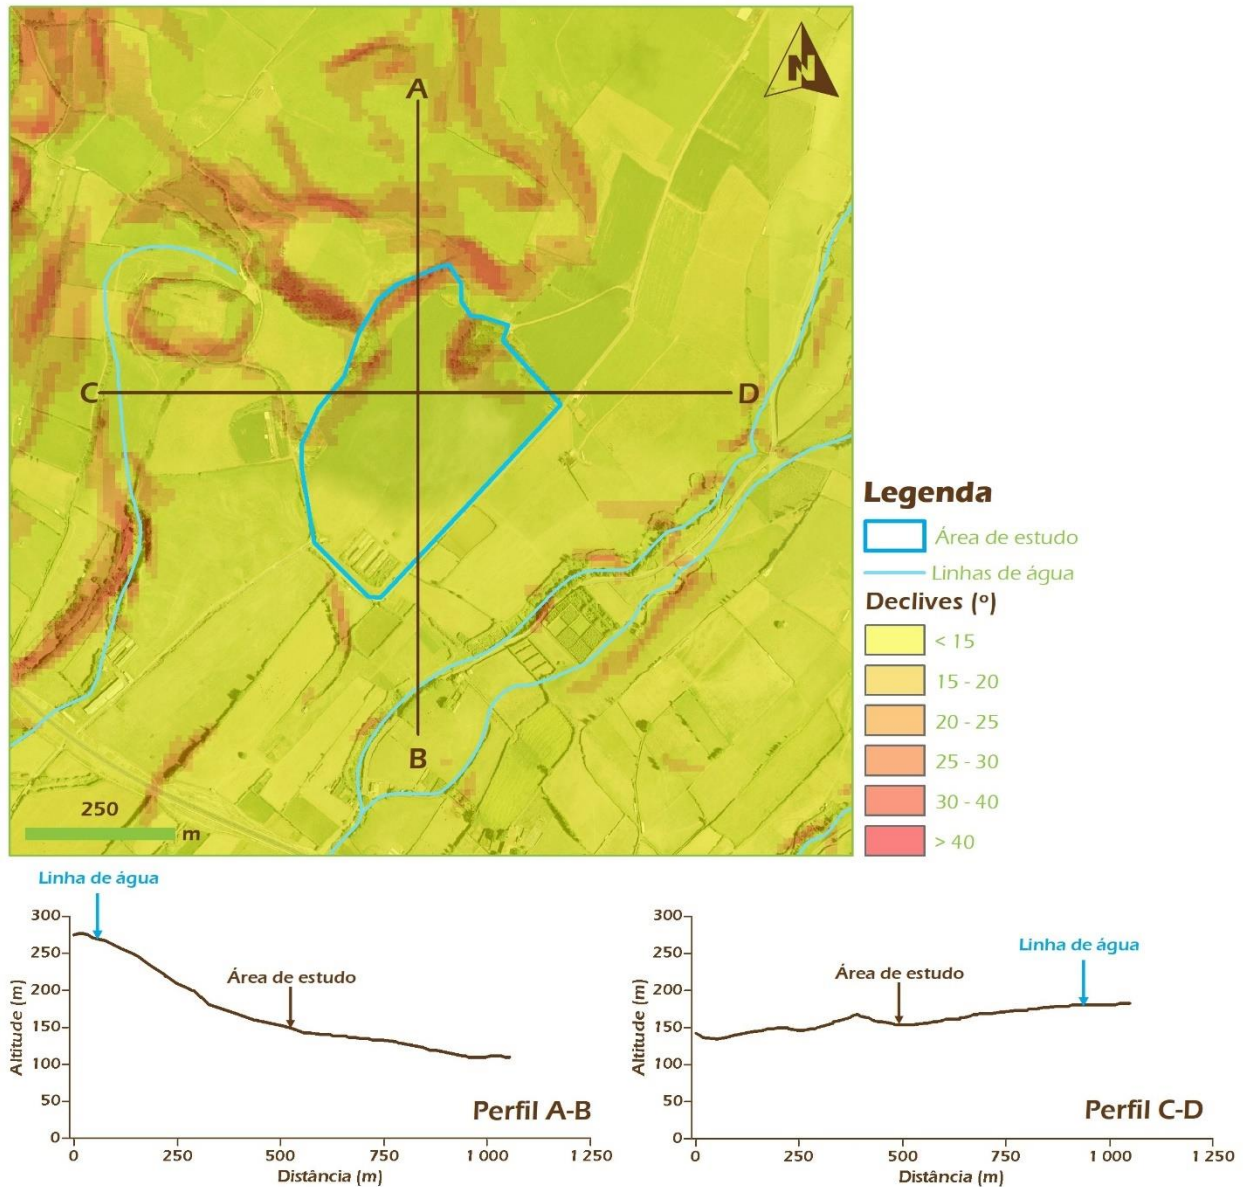 N
A
C
D
B
250
m
Legenda
Área de estudo
Linhas de água
Declives (º)
< 15
15 - 20
20 - 25
25 - 30
30 - 40
> 40
Linha de água
Área de estudo
300
250
200
150
100
50
0
Altitude (m)
0 250 500 750 1 000 1 250
Distância (m)
Perfil A-B
Linha de água
Área de estudo
300
250
200
150
100
50
0
Altitude (m)
0 250 500 750 1 000 1 250
Distância (m)
Perfil C-D